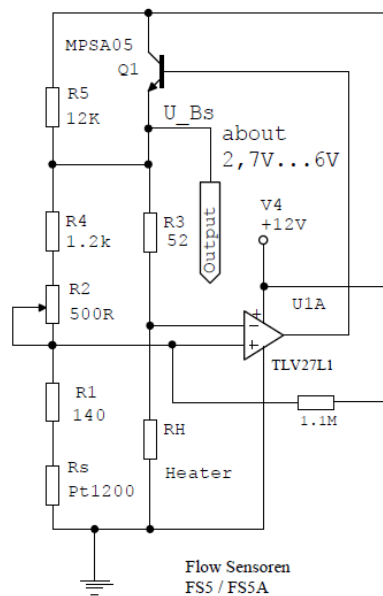 MPSA05
Q1
R5
12K
U_Bs
about
2,7V...6V
R4
1.2k
R3
52
Output
V4
+12V
R2
500R
U1A
+
−
+
TLV27L1
R1
140
RH
1.1M
Rs
Pt1200
Heater
Flow Sensoren
FS5 / FS5A